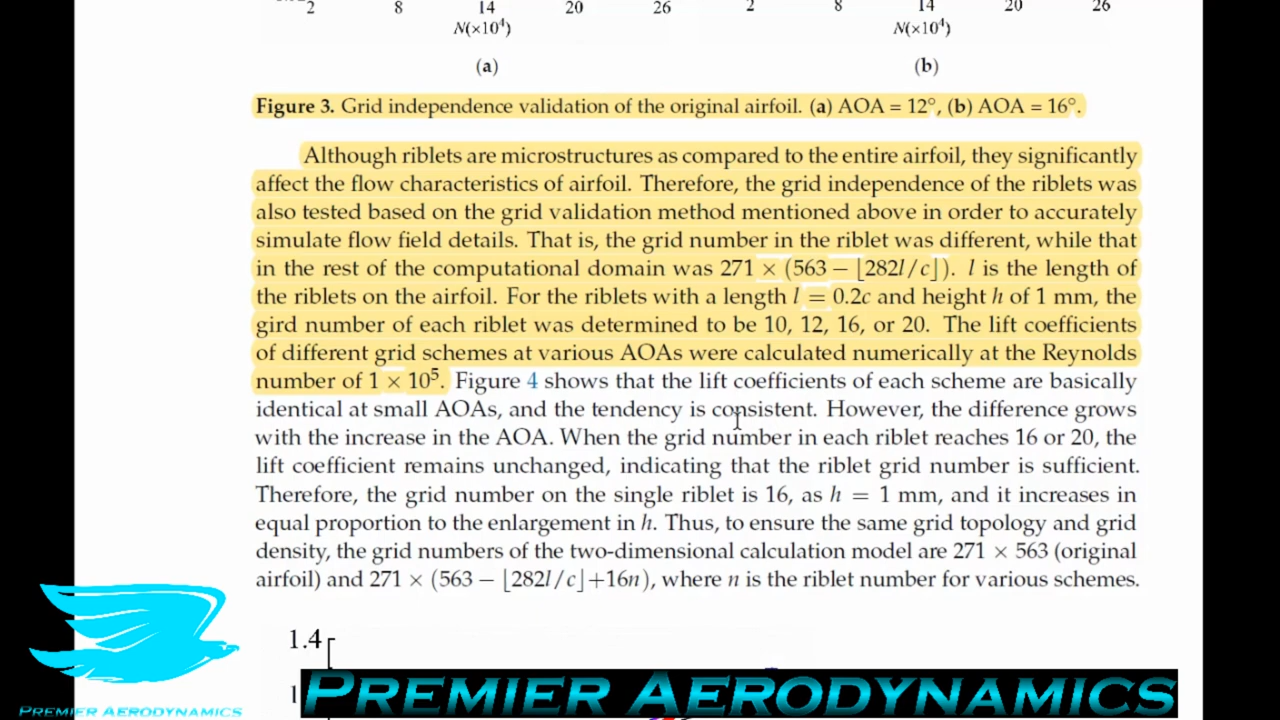 2 8 14 20 26 2 8 14 20 26
N(×10⁴) N(×10⁴)
(a) (b)
Figure 3. Grid independence validation of the original airfoil. (a) AOA = 12°, (b) AOA = 16°.
Although riblets are microstructures as compared to the entire airfoil, they significantly
affect the flow characteristics of airfoil. Therefore, the grid independence of the riblets was
also tested based on the grid validation method mentioned above in order to accurately
simulate flow field details. That is, the grid number in the riblet was different, while that
in the rest of the computational domain was 271 × (563 − ⌊282l/c⌋). l is the length of
the riblets on the airfoil. For the riblets with a length l = 0.2c and height h of 1 mm, the
gird number of each riblet was determined to be 10, 12, 16, or 20. The lift coefficients
of different grid schemes at various AOAs were calculated numerically at the Reynolds
number of 1 × 10⁵. Figure 4 shows that the lift coefficients of each scheme are basically
identical at small AOAs, and the tendency is consistent. However, the difference grows
with the increase in the AOA. When the grid number in each riblet reaches 16 or 20, the
lift coefficient remains unchanged, indicating that the riblet grid number is sufficient.
Therefore, the grid number on the single riblet is 16, as h = 1 mm, and it increases in
equal proportion to the enlargement in h. Thus, to ensure the same grid topology and grid
density, the grid numbers of the two-dimensional calculation model are 271 × 563 (original
airfoil) and 271 × (563 − ⌊282l/c⌋+16n), where n is the riblet number for various schemes.
1.4
PREMIER AERODYNAMICS
PREMIER AERODYNAMICS